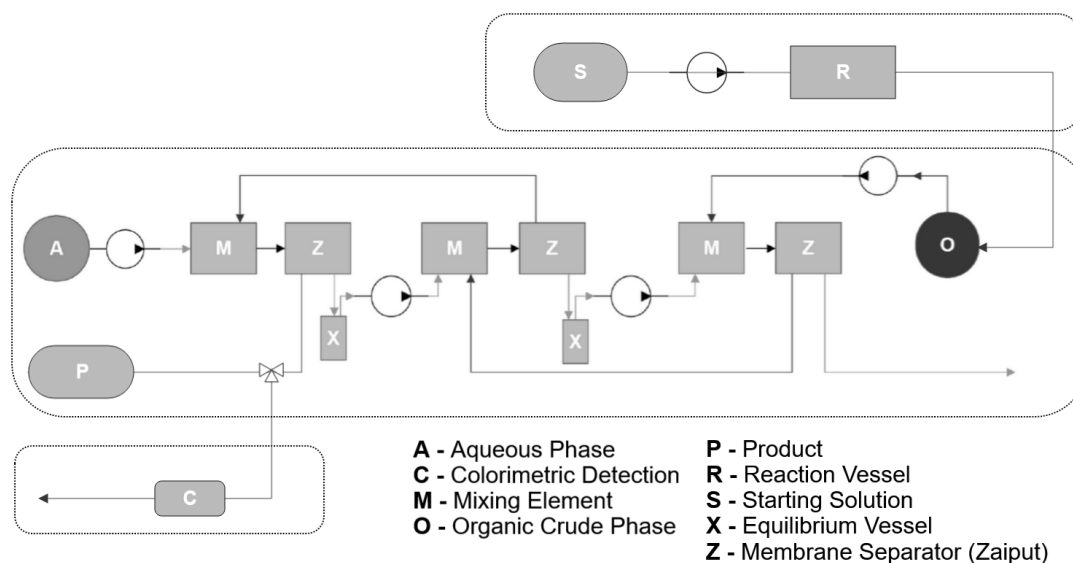 S
R
A
M
Z
M
Z
M
Z
O
X
X
P
C
A - Aqueous Phase
C - Colorimetric Detection
M - Mixing Element
O - Organic Crude Phase
P - Product
R - Reaction Vessel
S - Starting Solution
X - Equilibrium Vessel
Z - Membrane Separator (Zaiput)